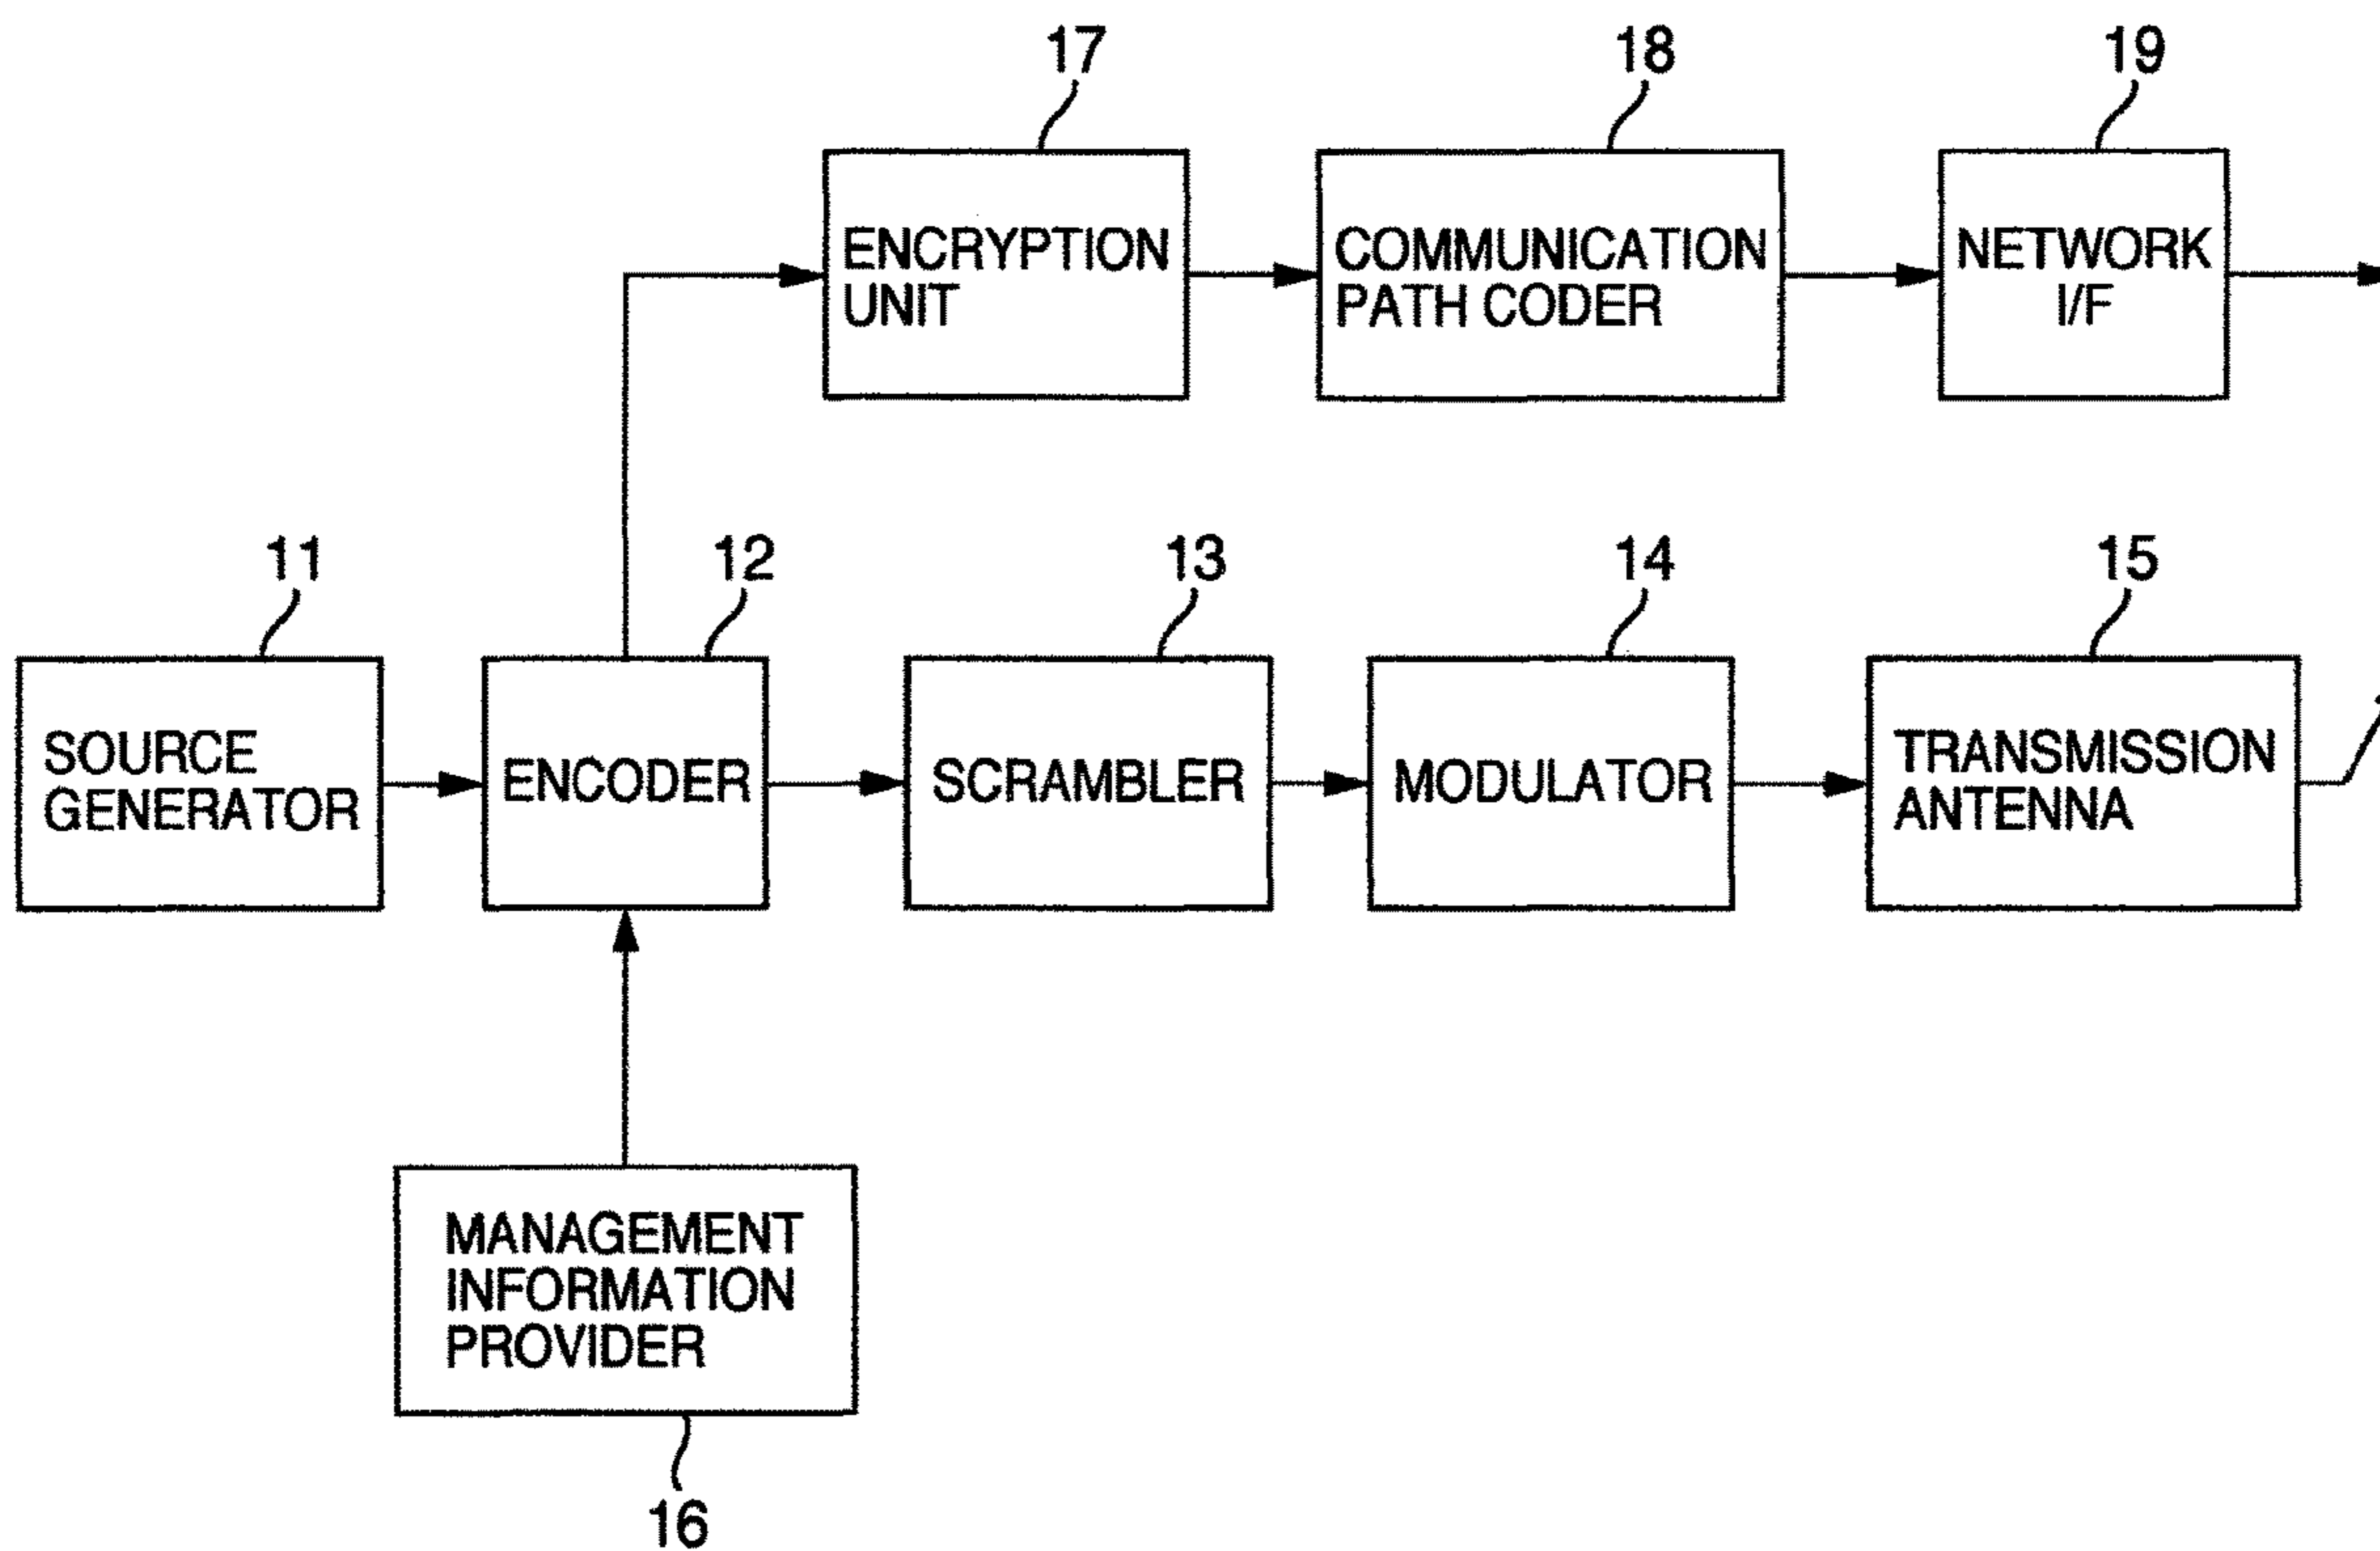 17
18
19
ENCRYPTION
UNIT
COMMUNICATION
PATH CODER
NETWORK
I/F
11
12
13
14
15
SOURCE
GENERATOR
ENCODER
SCRAMBLER
MODULATOR
TRANSMISSION
ANTENNA
MANAGEMENT
INFORMATION
PROVIDER
16